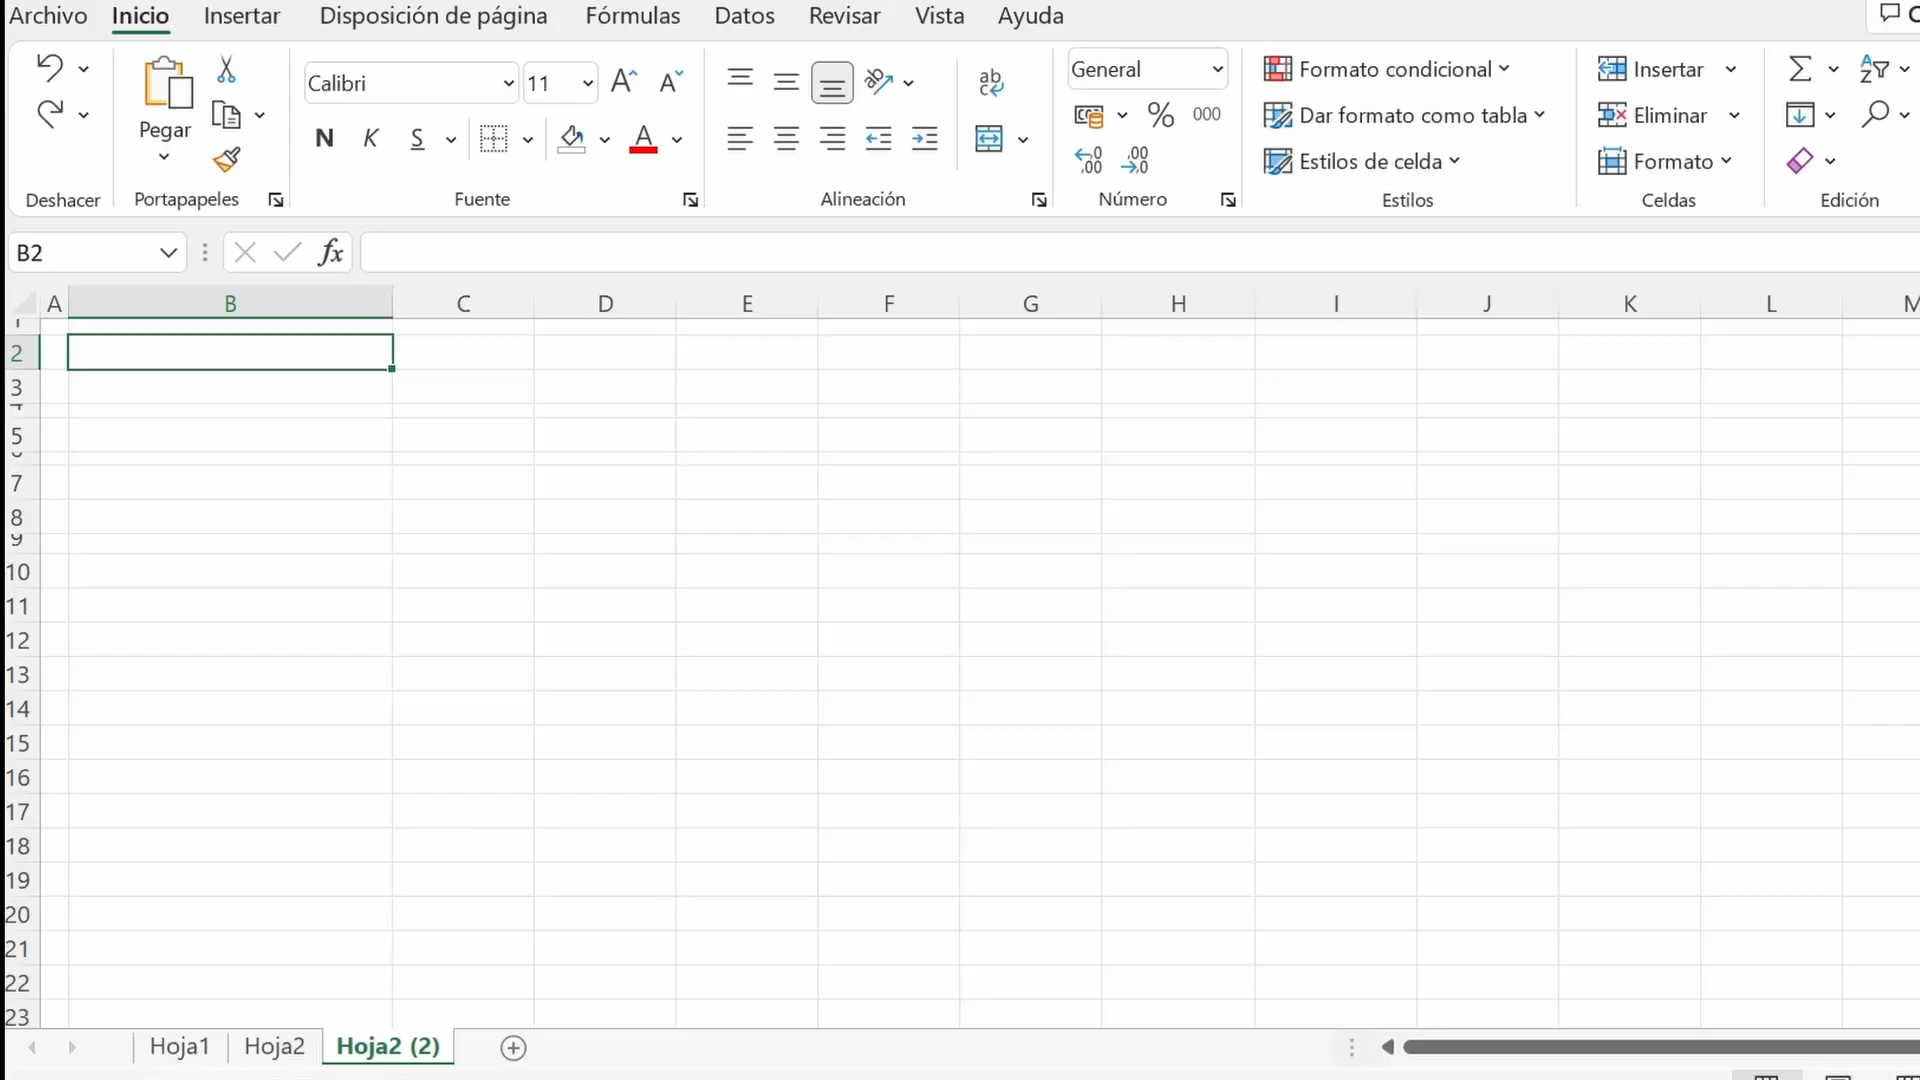 Archivo Inicio Insertar Disposición de página Fórmulas Datos Revisar Vista Ayuda
Calibri 11 General Formato condicional Insertar
Pegar N K S % 000 Dar formato como tabla Eliminar
Estilos de celda Formato
Deshacer Portapapeles Fuente Alineación Número Estilos Celdas Edición
B2 fx
A B C D E F G H I J K L M
2
3
5
7
8
9
10
11
12
13
14
15
16
17
18
19
20
21
22
23
Hoja1 Hoja2 Hoja2 (2)